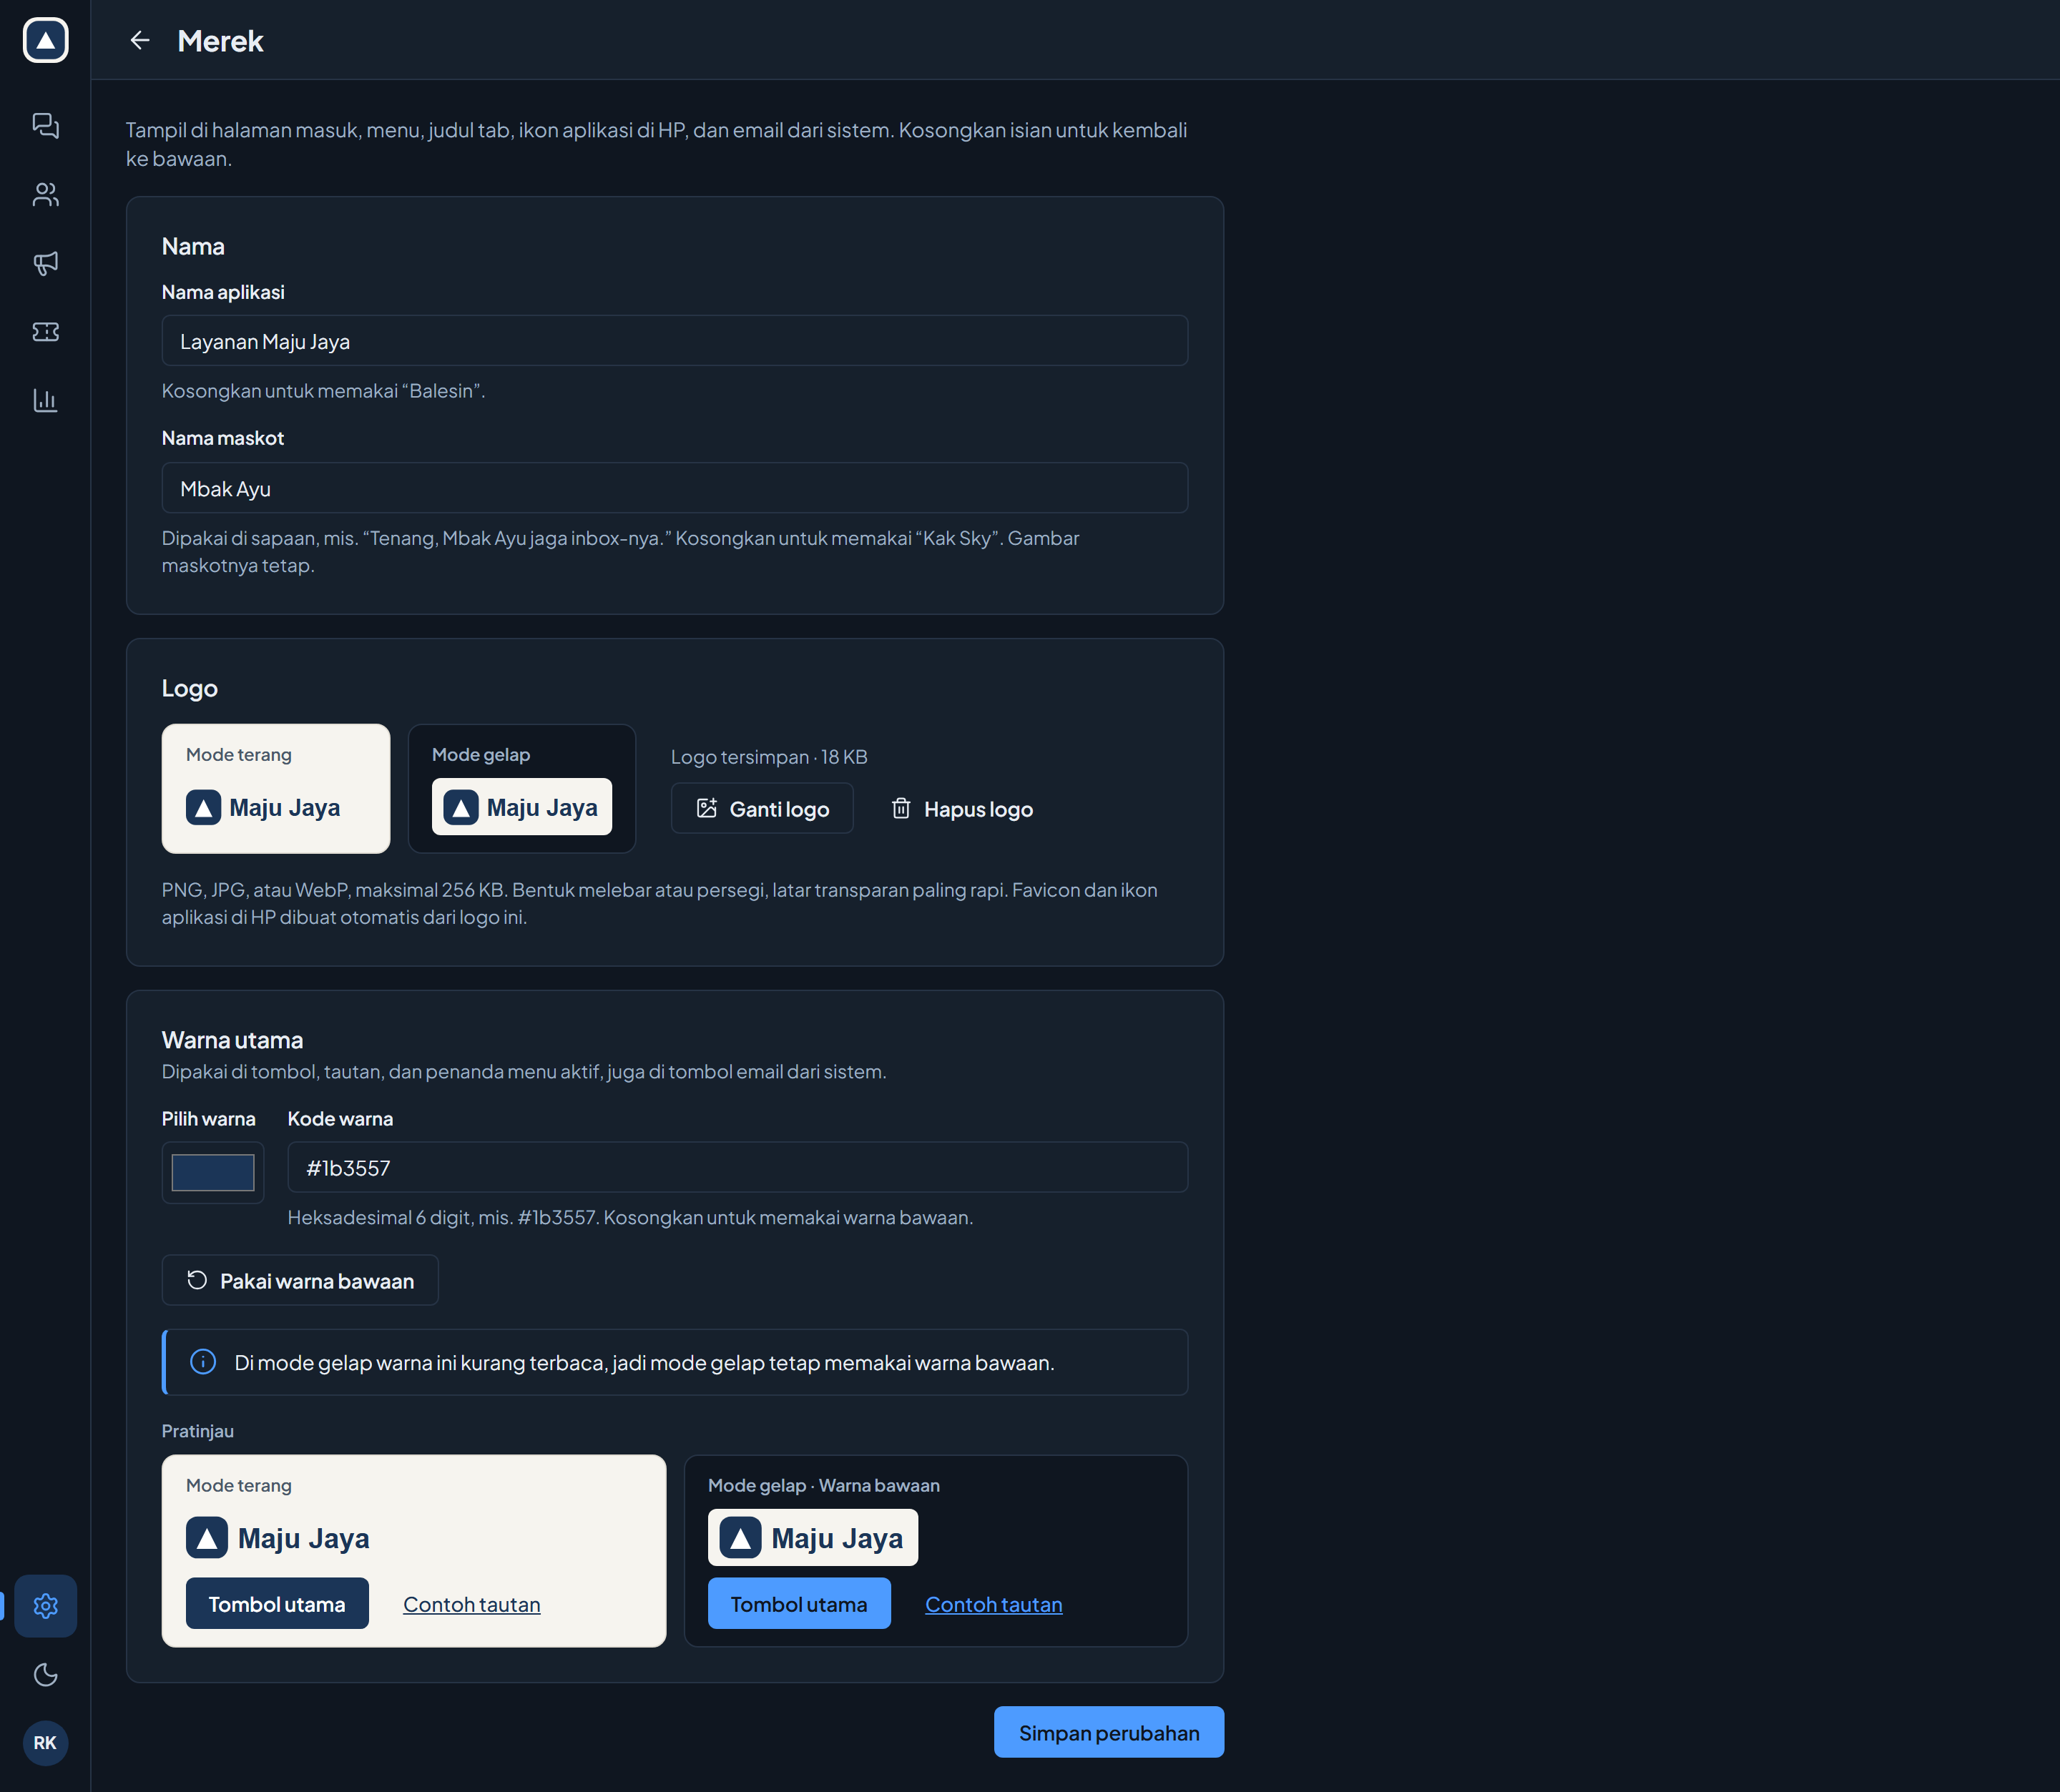 Merek
Tampil di halaman masuk, menu, judul tab, ikon aplikasi di HP, dan email dari sistem. Kosongkan isian untuk kembali
ke bawaan.
Nama
Nama aplikasi
Layanan Maju Jaya
Kosongkan untuk memakai “Balesin”.
Nama maskot
Mbak Ayu
Dipakai di sapaan, mis. “Tenang, Mbak Ayu jaga inbox-nya.” Kosongkan untuk memakai “Kak Sky”. Gambar
maskotnya tetap.
Logo
Mode terang
Maju Jaya
Mode gelap
Maju Jaya
Logo tersimpan · 18 KB
Ganti logo
Hapus logo
PNG, JPG, atau WebP, maksimal 256 KB. Bentuk melebar atau persegi, latar transparan paling rapi. Favicon dan ikon
aplikasi di HP dibuat otomatis dari logo ini.
Warna utama
Dipakai di tombol, tautan, dan penanda menu aktif, juga di tombol email dari sistem.
Pilih warna
Kode warna
#1b3557
Heksadesimal 6 digit, mis. #1b3557. Kosongkan untuk memakai warna bawaan.
Pakai warna bawaan
Di mode gelap warna ini kurang terbaca, jadi mode gelap tetap memakai warna bawaan.
Pratinjau
Mode terang
Maju Jaya
Tombol utama
Contoh tautan
Mode gelap · Warna bawaan
Maju Jaya
Tombol utama
Contoh tautan
RK
Simpan perubahan